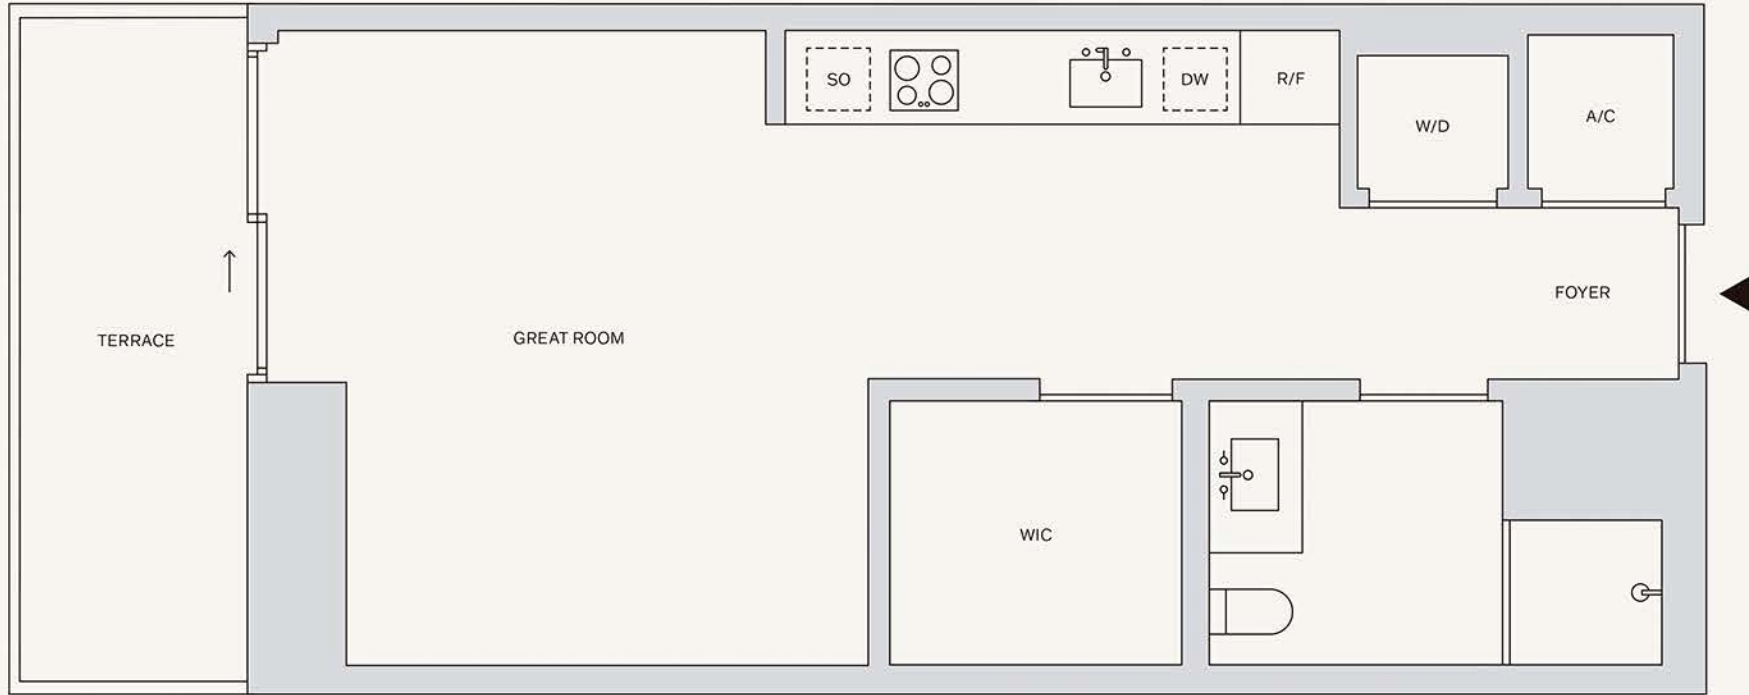 SO
DW
R/F
W/D
A/C
FOYER
TERRACE
GREAT ROOM
WIC